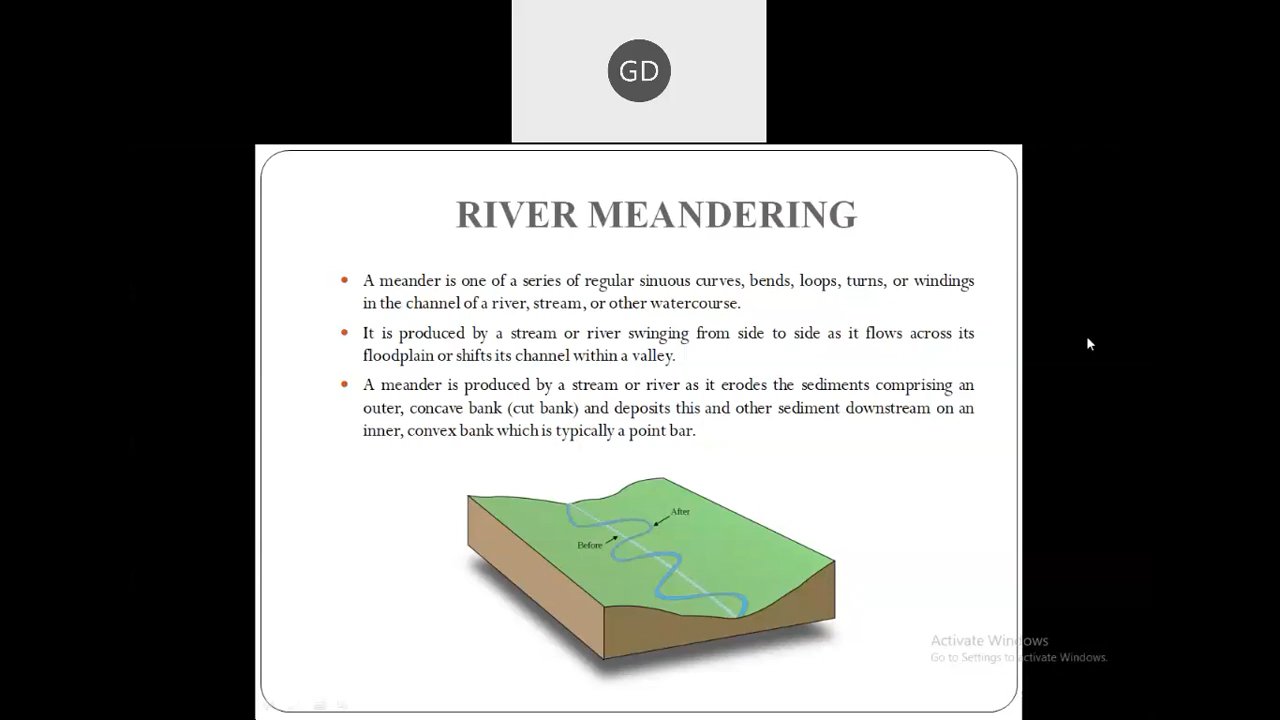 GD
RIVER MEANDERING
• A meander is one of a series of regular sinuous curves, bends, loops, turns, or windings
in the channel of a river, stream, or other watercourse.
• It is produced by a stream or river swinging from side to side as it flows across its
floodplain or shifts its channel within a valley.
• A meander is produced by a stream or river as it erodes the sediments comprising an
outer, concave bank (cut bank) and deposits this and other sediment downstream on an
inner, convex bank which is typically a point bar.
After
Before
Activate Windows
Go to Settings to activate Windows.